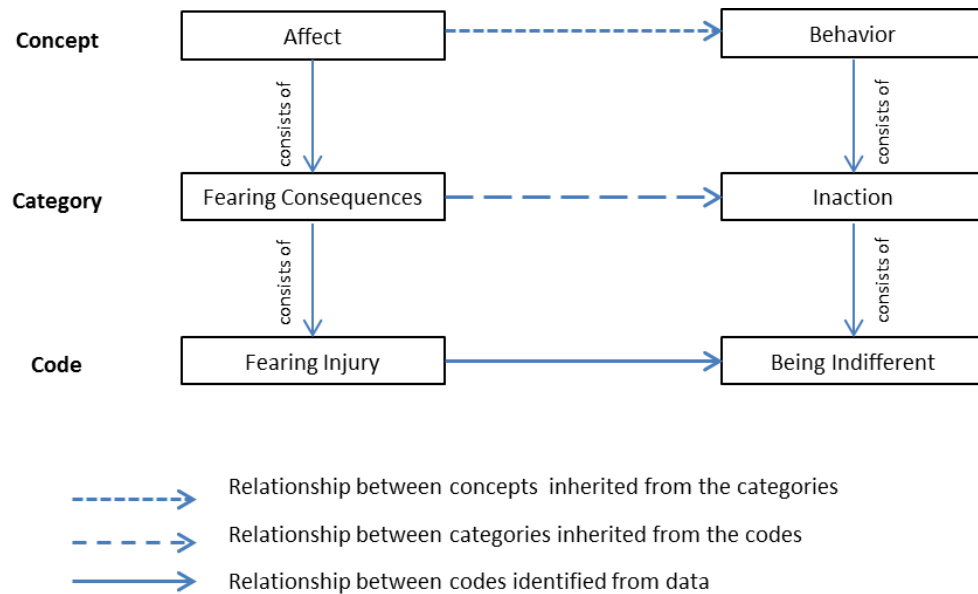 Concept
Affect
Behavior
consists of
consists of
Category
Fearing Consequences
Inaction
consists of
consists of
Code
Fearing Injury
Being Indifferent
Relationship between concepts inherited from the categories
Relationship between categories inherited from the codes
Relationship between codes identified from data